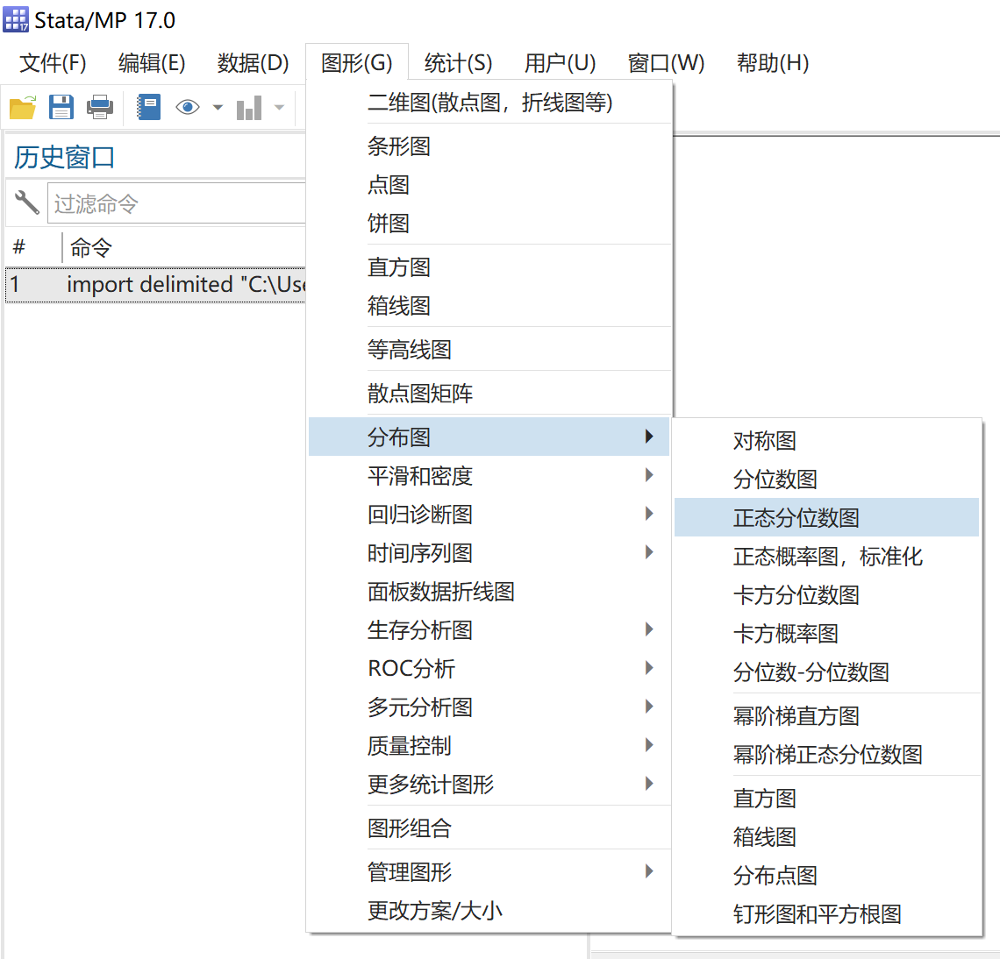 Stata/MP 17.0
文件(F) 编辑(E) 数据(D) 图形(G) 统计(S) 用户(U) 窗口(W) 帮助(H)
历史窗口
过滤命令
# 命令
1 import delimited "C:\Use
二维图(散点图，折线图等)
条形图
点图
饼图
直方图
箱线图
等高线图
散点图矩阵
分布图
平滑和密度
回归诊断图
时间序列图
面板数据折线图
生存分析图
ROC分析
多元分析图
质量控制
更多统计图形
图形组合
管理图形
更改方案/大小
对称图
分位数图
正态分位数图
正态概率图，标准化
卡方分位数图
卡方概率图
分位数-分位数图
幂阶梯直方图
幂阶梯正态分位数图
直方图
箱线图
分布点图
钉形图和平方根图